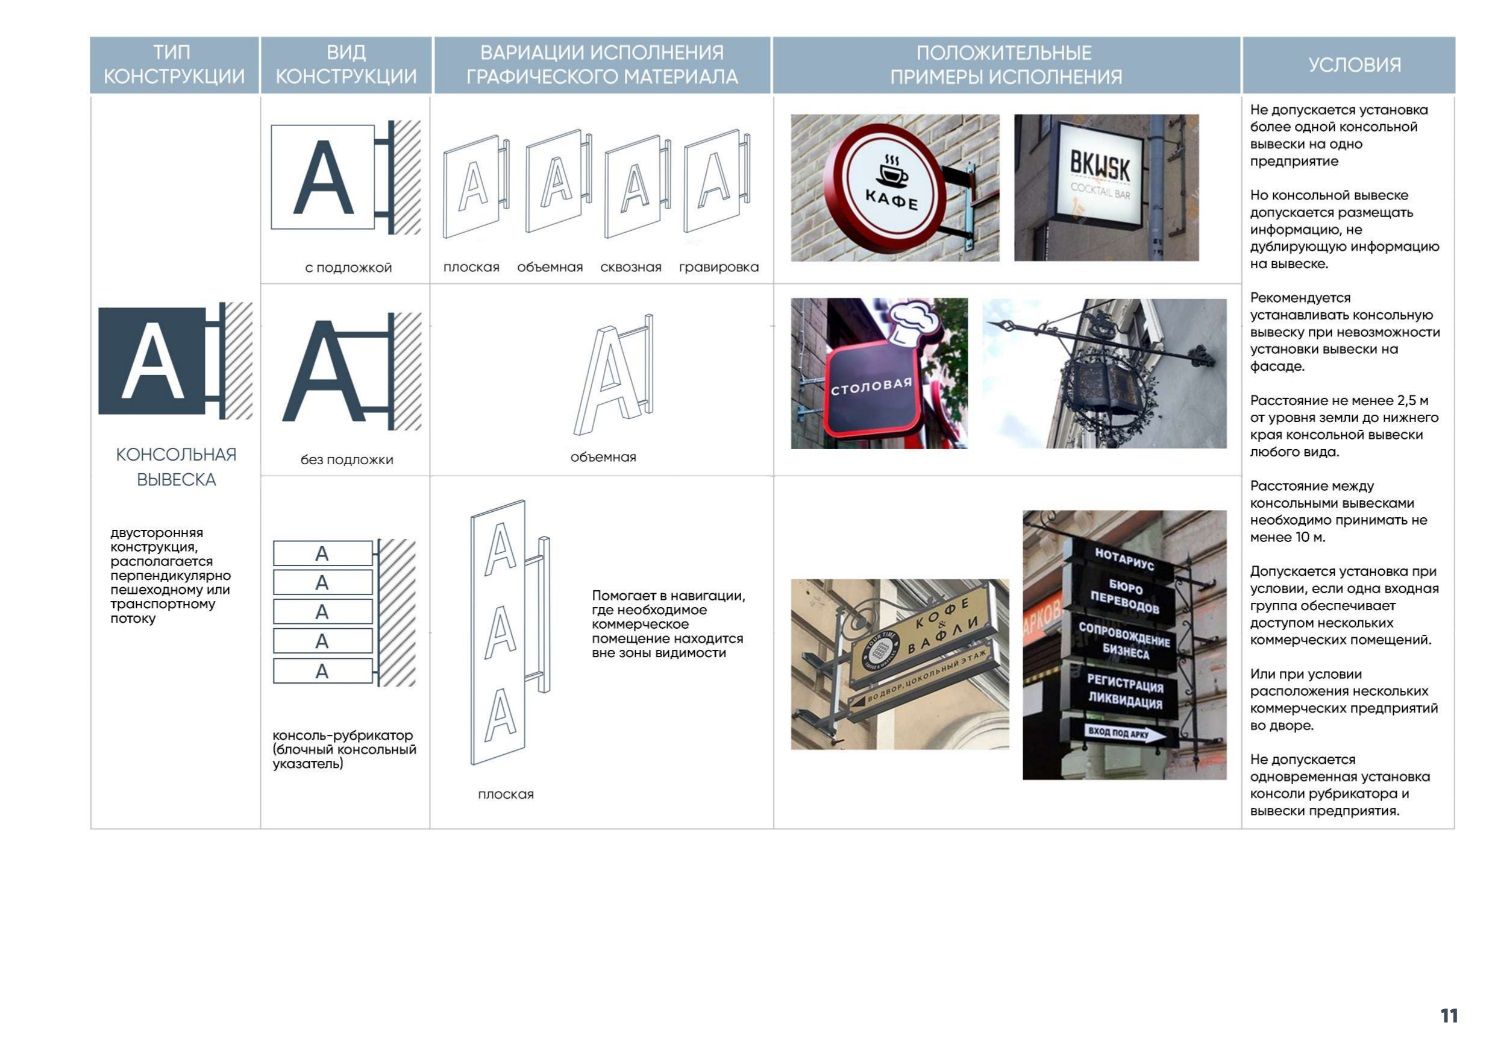 ТИП
КОНСТРУКЦИИ
ВИД
КОНСТРУКЦИИ
ВАРИАЦИИ ИСПОЛНЕНИЯ
ГРАФИЧЕСКОГО МАТЕРИАЛА
ПОЛОЖИТЕЛЬНЫЕ
ПРИМЕРЫ ИСПОЛНЕНИЯ
УСЛОВИЯ
А
КОНСОЛЬНАЯ
ВЫВЕСКА
двусторонняя
конструкция,
располагается
перпендикулярно
пешеходному или
транспортному
потоку
А
с подложкой
А
А
А
А
плоская
объемная
сквозная
гравировка
КАФЕ
BKWSK
COCKTAIL BAR
А
без подложки
А
объемная
СТОЛОВАЯ
А
А
А
А
А
консоль-рубрикатор
(блочный консольный
указатель)
А
А
А
плоская
Помогает в навигации,
где необходимое
коммерческое
помещение находится
вне зоны видимости
КОФЕ
&
ВАФЛИ
ВО ДВОР, ЦОКОЛЬНЫЙ ЭТАЖ
АРКОВ
НОТАРИУС
БЮРО
ПЕРЕВОДОВ
СОПРОВОЖДЕНИЕ
БИЗНЕСА
РЕГИСТРАЦИЯ
ЛИКВИДАЦИЯ
ВХОД ПОД АРКУ
Не допускается установка
более одной консольной
вывески на одно
предприятие
Но консольной вывеске
допускается размещать
информацию, не
дублирующую информацию
на вывеске.
Рекомендуется
устанавливать консольную
вывеску при невозможности
установки вывески на
фасаде.
Расстояние не менее 2,5 м
от уровня земли до нижнего
края консольной вывески
любого вида.
Расстояние между
консольными вывесками
необходимо принимать не
менее 10 м.
Допускается установка при
условии, если одна входная
группа обеспечивает
доступом нескольких
коммерческих помещений.
Или при условии
расположения нескольких
коммерческих предприятий
во дворе.
Не допускается
одновременная установка
консоли рубрикатора и
вывески предприятия.
11